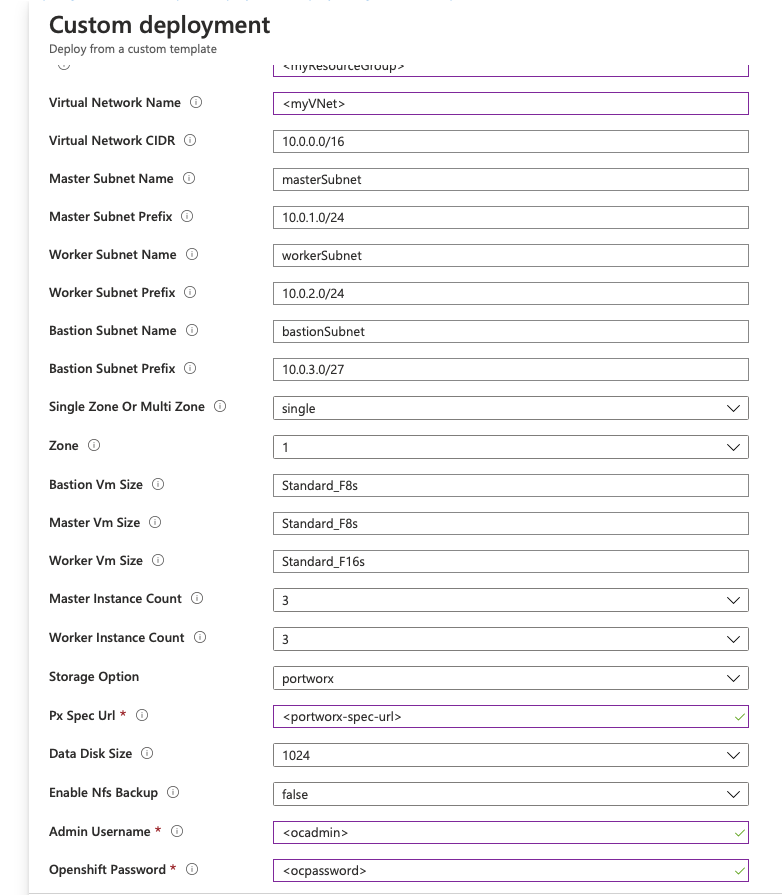 Custom deployment
Deploy from a custom template
<myResourceGroup>
Virtual Network Name <myVNet>
Virtual Network CIDR 10.0.0.0/16
Master Subnet Name masterSubnet
Master Subnet Prefix 10.0.1.0/24
Worker Subnet Name workerSubnet
Worker Subnet Prefix 10.0.2.0/24
Bastion Subnet Name bastionSubnet
Bastion Subnet Prefix 10.0.3.0/27
Single Zone Or Multi Zone single
Zone 1
Bastion Vm Size Standard_F8s
Master Vm Size Standard_F8s
Worker Vm Size Standard_F16s
Master Instance Count 3
Worker Instance Count 3
Storage Option portworx
Px Spec Url * <portworx-spec-url>
Data Disk Size 1024
Enable Nfs Backup false
Admin Username * <ocadmin>
Openshift Password * <ocpassword>